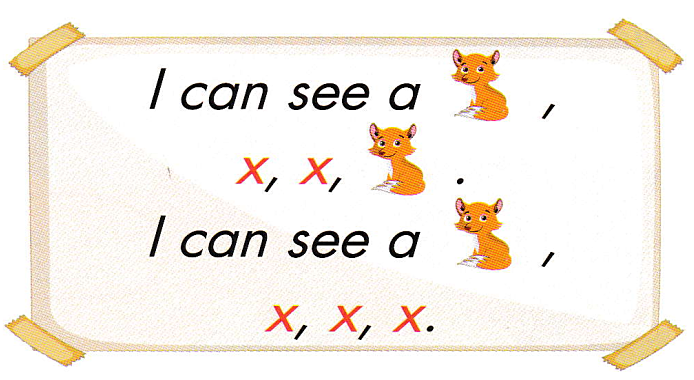 I can see a ,
x, x, .
I can see a ,
x, x, x.